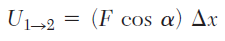 U1→2 = (F cos α) Δx